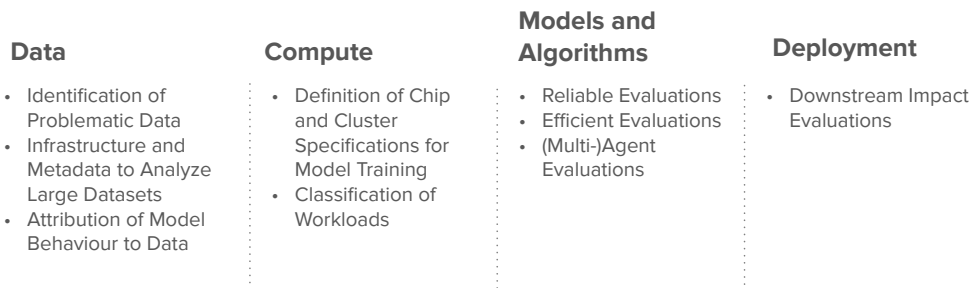 Data
• Identification of
Problematic Data
• Infrastructure and
Metadata to Analyze
Large Datasets
• Attribution of Model
Behaviour to Data
Compute
• Definition of Chip
and Cluster
Specifications for
Model Training
• Classification of
Workloads
Models and
Algorithms
• Reliable Evaluations
• Efficient Evaluations
• (Multi-)Agent
Evaluations
Deployment
• Downstream Impact
Evaluations